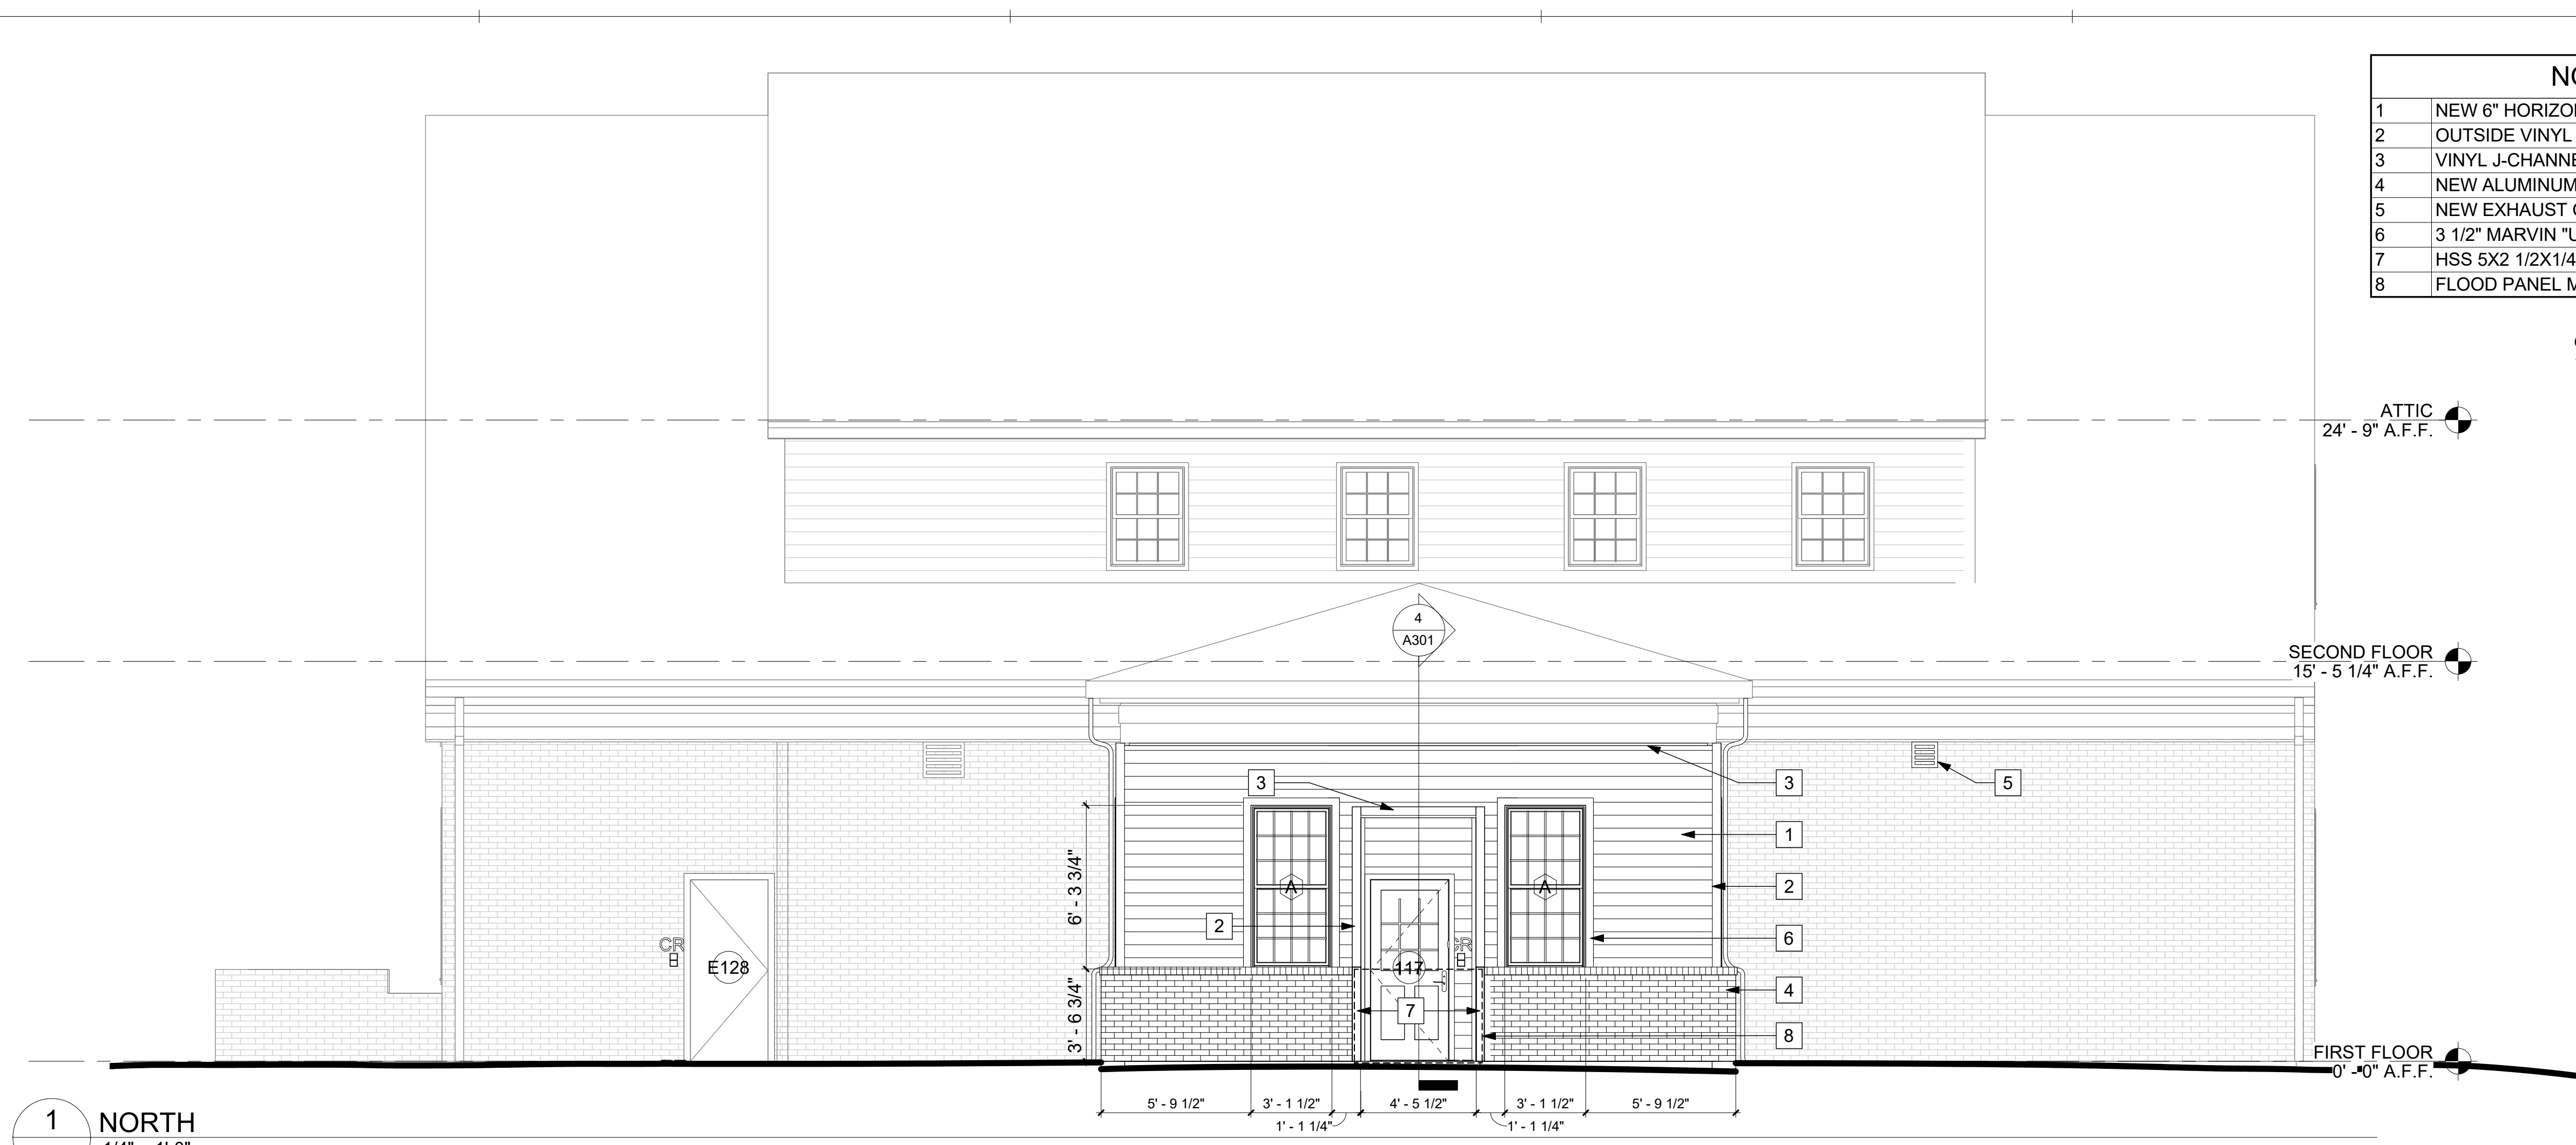 NO
1 NEW 6" HORIZO
2 OUTSIDE VINYL
3 VINYL J-CHANNE
4 NEW ALUMINUM
5 NEW EXHAUST
6 3 1/2" MARVIN "U
7 HSS 5X2 1/2X1/4
8 FLOOD PANEL M
ATTIC
24' - 9" A.F.F.
4
A301
SECOND FLOOR
15' - 5 1/4" A.F.F.
3
3
5
1
6' - 3 3/4"
A
A
2
2
6
CR
CR
E128
117
4
3' - 6 3/4"
7
8
FIRST FLOOR
0' - 0" A.F.F.
5' - 9 1/2"
3' - 1 1/2"
4' - 5 1/2"
3' - 1 1/2"
5' - 9 1/2"
1' - 1 1/4"
1' - 1 1/4"
1
NORTH